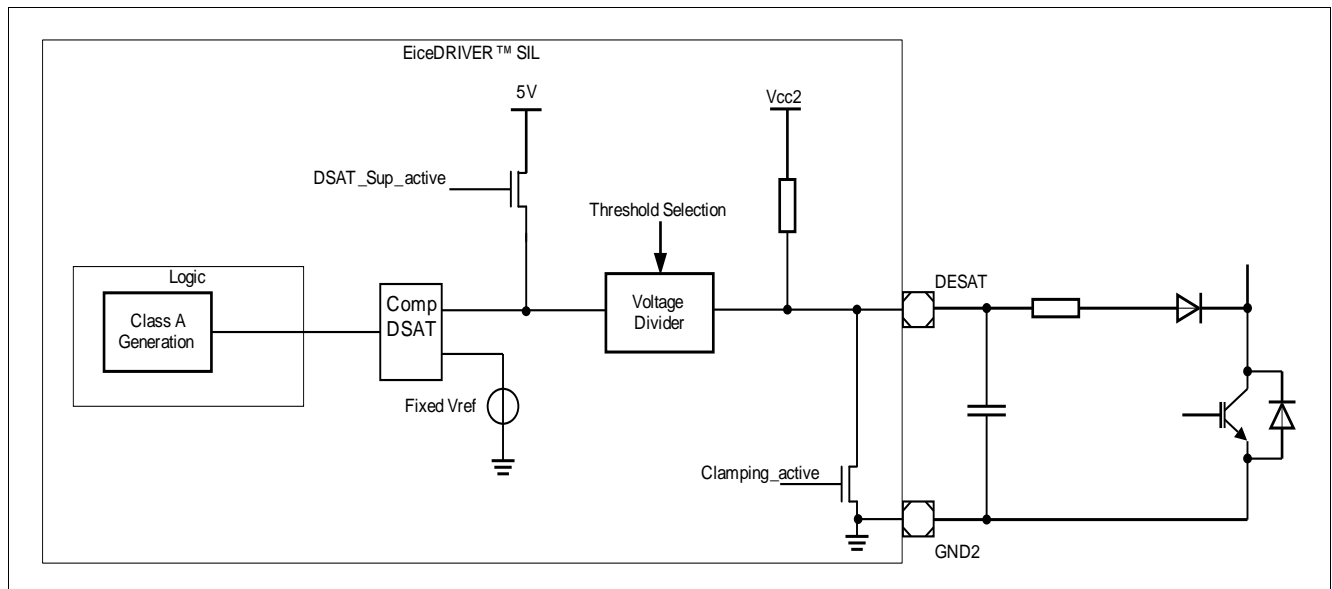 EiceDRIVER™ SIL
5V
Vcc2
DSAT_Sup_active
Threshold Selection
Logic
Class A
Generation
Comp
DSAT
Voltage
Divider
DESAT
Fixed Vref
Clamping_active
GND2